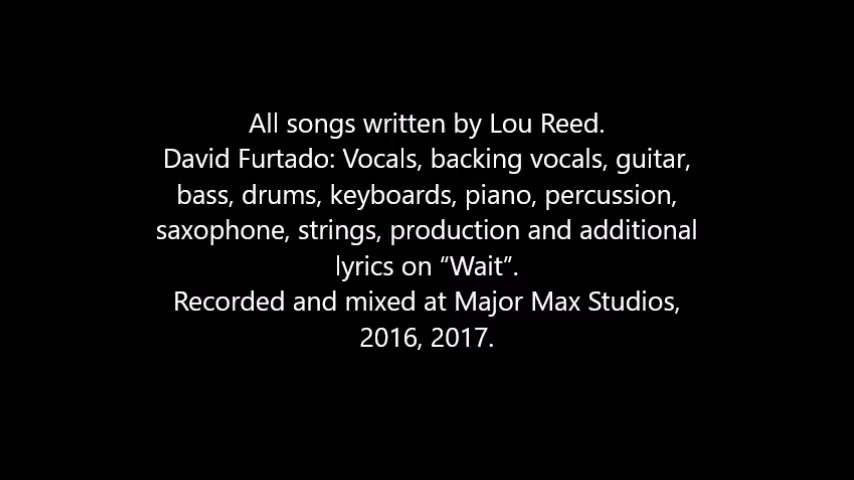 All songs written by Lou Reed.
David Furtado: Vocals, backing vocals, guitar,
bass, drums, keyboards, piano, percussion,
saxophone, strings, production and additional
lyrics on “Wait”.
Recorded and mixed at Major Max Studios,
2016, 2017.